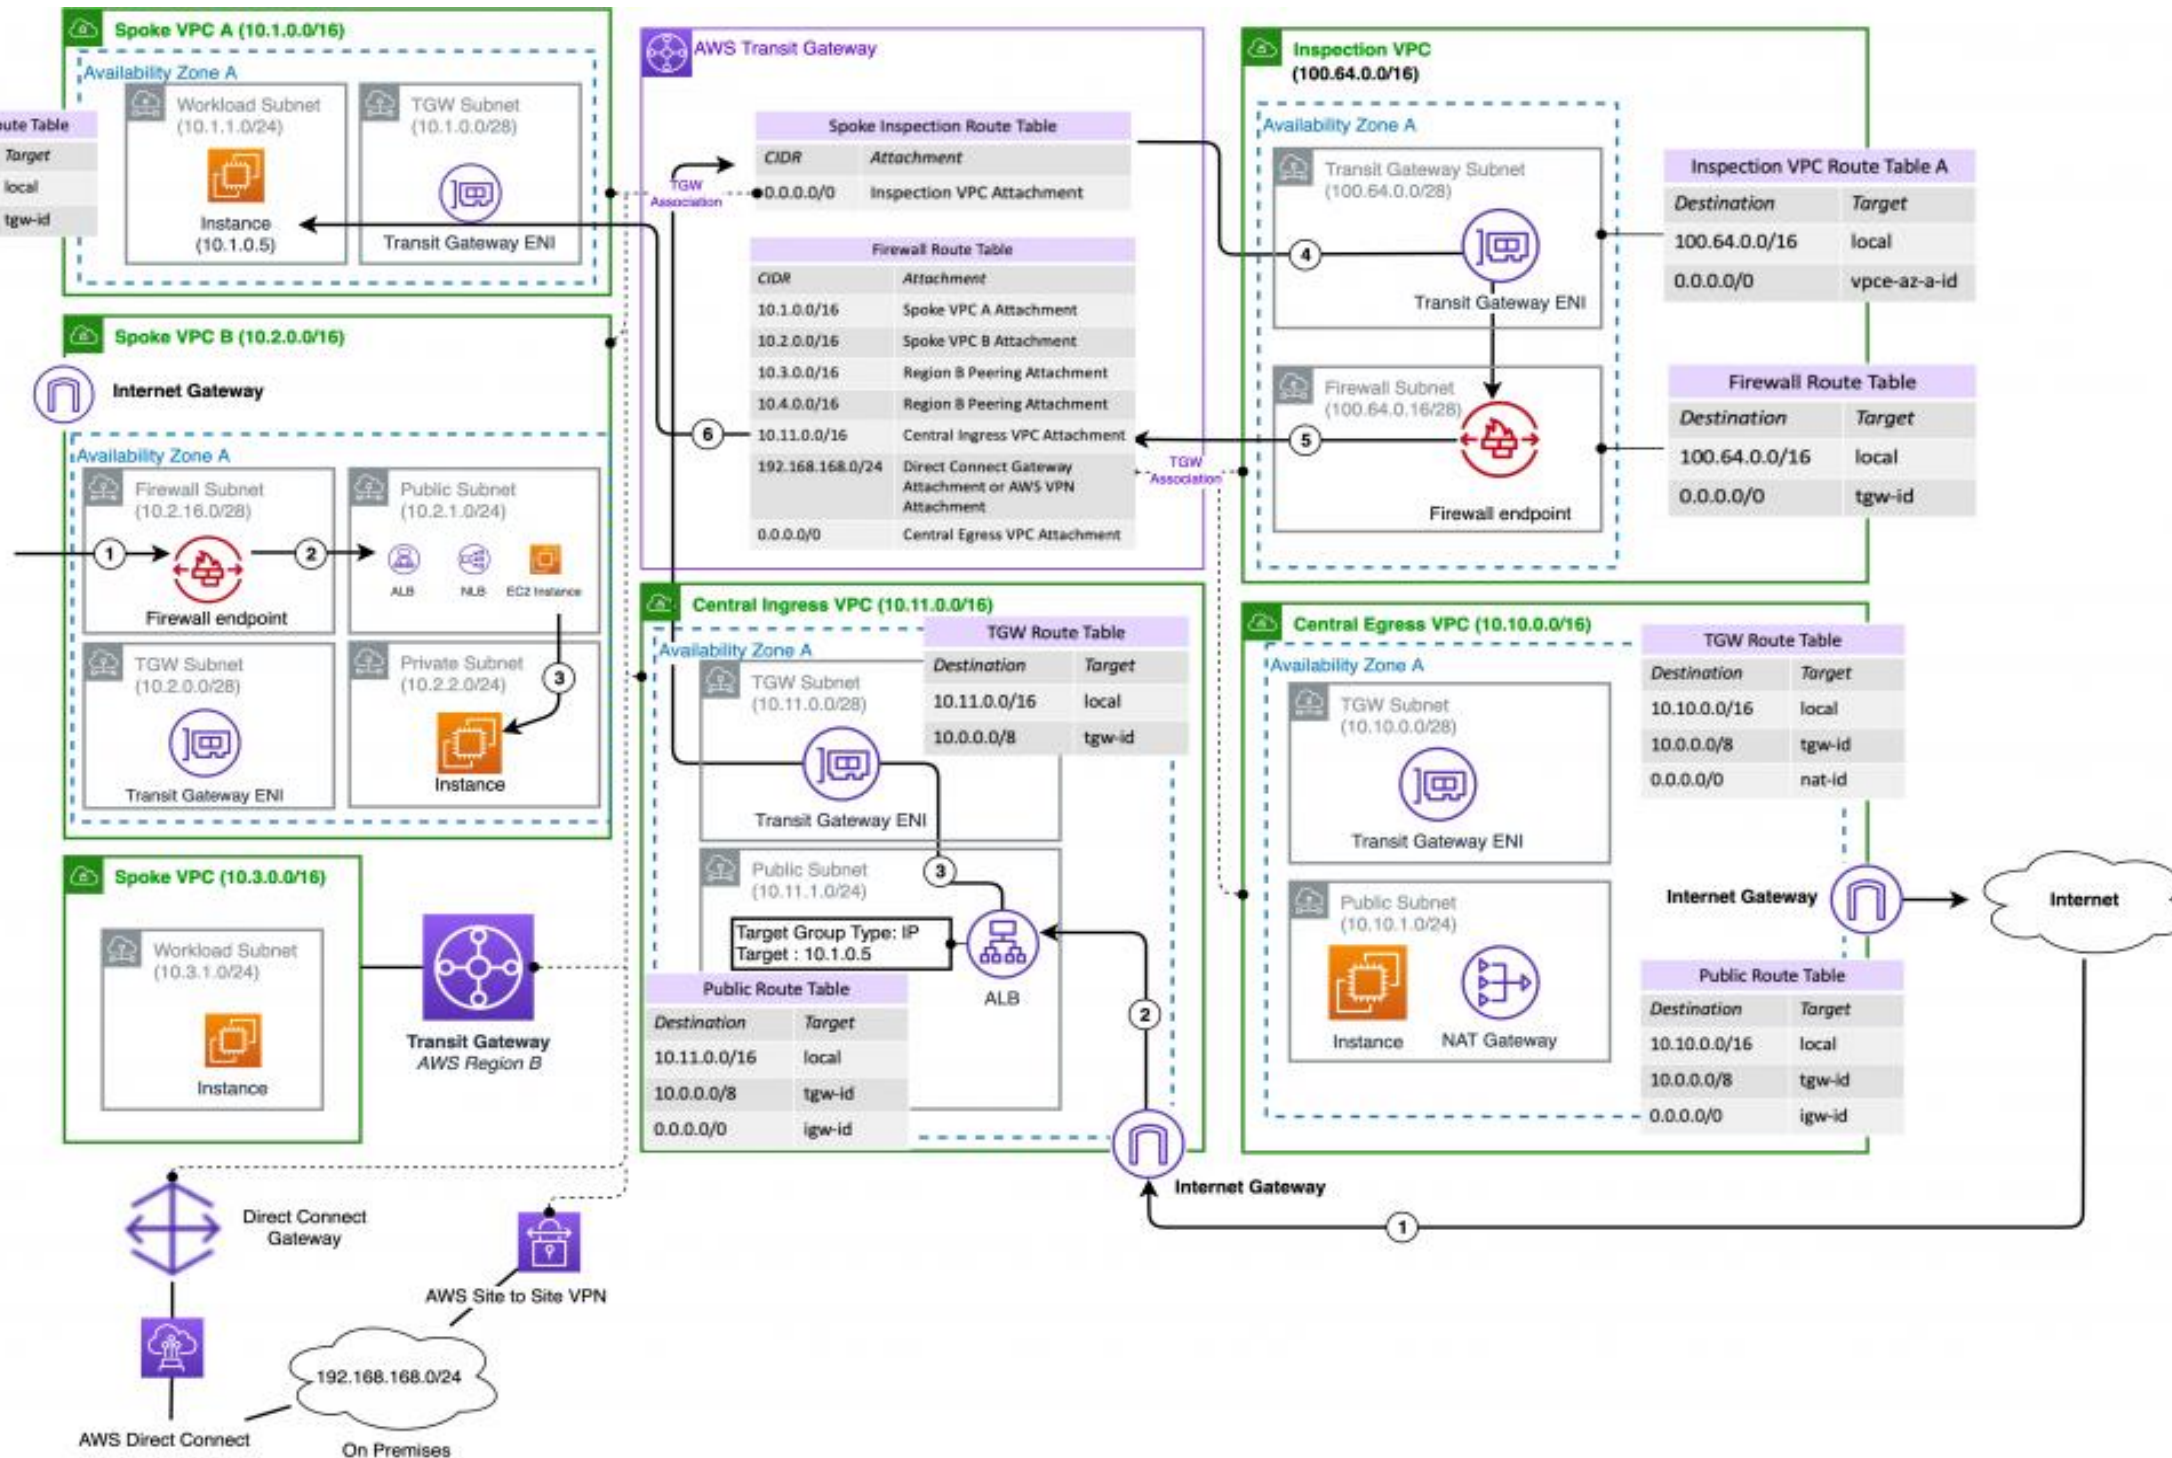 Spoke VPC A (10.1.0.0/16)
Availability Zone A
Workload Subnet
(10.1.1.0/24)
Instance
(10.1.0.5)
TGW Subnet
(10.1.0.0/28)
Transit Gateway ENI
Table
Target
local
tgw-id
Spoke VPC B (10.2.0.0/16)
Internet Gateway
Availability Zone A
Firewall Subnet
(10.2.16.0/28)
1
Firewall endpoint
2
Public Subnet
(10.2.1.0/24)
ALB
NLB
EC2 Instance
TGW Subnet
(10.2.0.0/28)
Transit Gateway ENI
Private Subnet
(10.2.2.0/24)
3
Instance
Spoke VPC (10.3.0.0/16)
Workload Subnet
(10.3.1.0/24)
Instance
Transit Gateway
AWS Region B
Direct Connect
Gateway
AWS Site to Site VPN
192.168.168.0/24
AWS Direct Connect
On Premises
AWS Transit Gateway
TGW
Association
Spoke Inspection Route Table
CIDR Attachment
0.0.0.0/0 Inspection VPC Attachment
Firewall Route Table
CIDR Attachment
10.1.0.0/16 Spoke VPC A Attachment
10.2.0.0/16 Spoke VPC B Attachment
10.3.0.0/16 Region B Peering Attachment
10.4.0.0/16 Region B Peering Attachment
10.11.0.0/16 Central Ingress VPC Attachment
192.168.168.0/24 Direct Connect Gateway
Attachment or AWS VPN
Attachment
0.0.0.0/0 Central Egress VPC Attachment
6
TGW
Association
Central Ingress VPC (10.11.0.0/16)
Availability Zone A
TGW Subnet
(10.11.0.0/28)
Transit Gateway ENI
TGW Route Table
Destination Target
10.11.0.0/16 local
10.0.0.0/8 tgw-id
Public Subnet
(10.11.1.0/24)
3
Target Group Type: IP
Target : 10.1.0.5
ALB
2
Public Route Table
Destination Target
10.11.0.0/16 local
10.0.0.0/8 tgw-id
0.0.0.0/0 igw-id
Internet Gateway
1
Inspection VPC
(100.64.0.0/16)
Availability Zone A
Transit Gateway Subnet
(100.64.0.0/28)
4
Transit Gateway ENI
Firewall Subnet
(100.64.0.16/28)
5
Firewall endpoint
Inspection VPC Route Table A
Destination Target
100.64.0.0/16 local
0.0.0.0/0 vpce-az-a-id
Firewall Route Table
Destination Target
100.64.0.0/16 local
0.0.0.0/0 tgw-id
Central Egress VPC (10.10.0.0/16)
Availability Zone A
TGW Subnet
(10.10.0.0/28)
Transit Gateway ENI
TGW Route Table
Destination Target
10.10.0.0/16 local
10.0.0.0/8 tgw-id
0.0.0.0/0 nat-id
Public Subnet
(10.10.1.0/24)
Instance
NAT Gateway
Internet Gateway
Internet
Public Route Table
Destination Target
10.10.0.0/16 local
10.0.0.0/8 tgw-id
0.0.0.0/0 igw-id